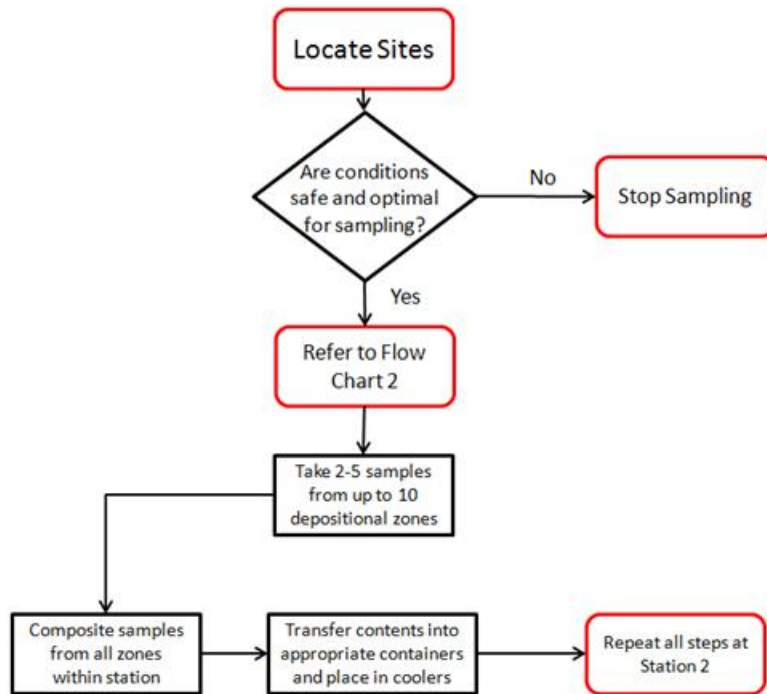 Locate Sites
Are conditions
safe and optimal
for sampling?
No
Stop Sampling
Yes
Refer to Flow
Chart 2
Take 2-5 samples
from up to 10
depositional zones
Composite samples
from all zones
within station
Transfer contents into
appropriate containers
and place in coolers
Repeat all steps at
Station 2